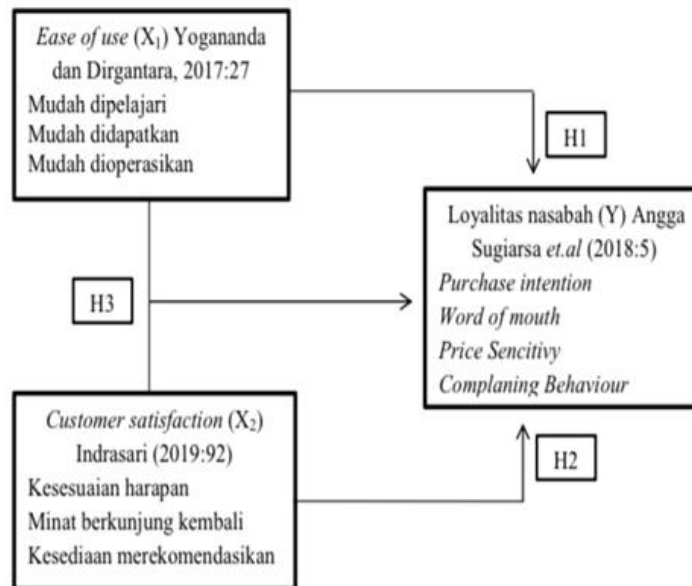 Ease of use (X₁) Yogananda
dan Dirgantara, 2017:27
Mudah dipelajari
Mudah didapatkan
Mudah dioperasikan
H1
Loyalitas nasabah (Y) Angga
Sugiarsa et.al (2018:5)
Purchase intention
Word of mouth
Price Sencitivy
Complaning Behaviour
H3
Customer satisfaction (X₂)
Indrasari (2019:92)
Kesesuaian harapan
Minat berkunjung kembali
Kesediaan merekomendasikan
H2